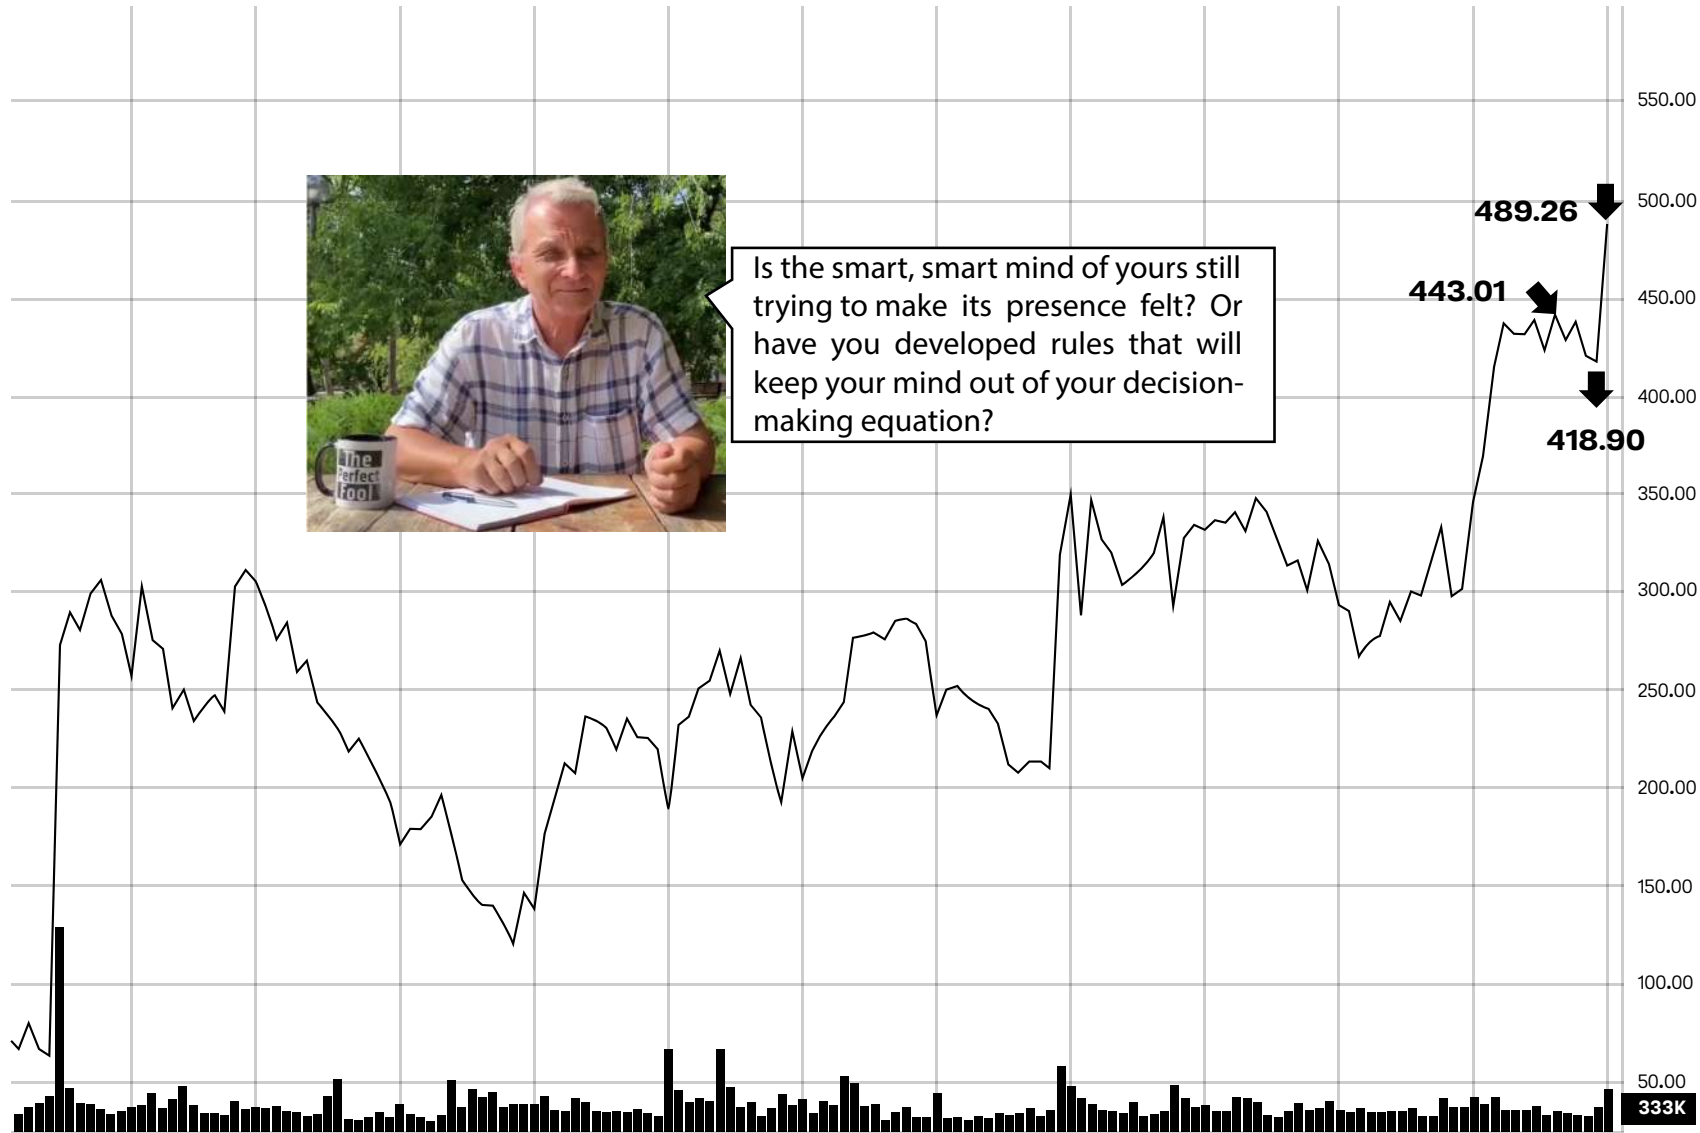 550.00
500.00
489.26
Is the smart, smart mind of yours still
trying to make its presence felt? Or
have you developed rules that will
keep your mind out of your decision-
making equation?
443.01
450.00
400.00
418.90
The
Perfect
Fool
350.00
300.00
250.00
200.00
150.00
100.00
50.00
333K